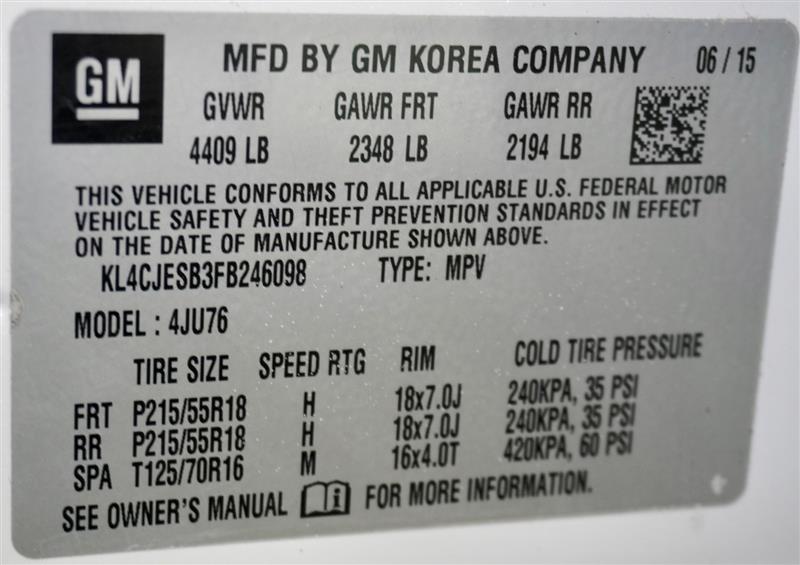 GM
MFD BY GM KOREA COMPANY 06 / 15
GVWR GAWR FRT GAWR RR
4409 LB 2348 LB 2194 LB
THIS VEHICLE CONFORMS TO ALL APPLICABLE U.S. FEDERAL MOTOR
VEHICLE SAFETY AND THEFT PREVENTION STANDARDS IN EFFECT
ON THE DATE OF MANUFACTURE SHOWN ABOVE.
KL4CJESB3FB246098 TYPE: MPV
MODEL : 4JU76
TIRE SIZE SPEED RTG RIM COLD TIRE PRESSURE
FRT P215/55R18 H 18x7.0J 240KPA, 35 PSI
RR P215/55R18 H 18x7.0J 240KPA, 35 PSI
SPA T125/70R16 M 16x4.0T 420KPA, 60 PSI
SEE OWNER'S MANUAL i FOR MORE INFORMATION.